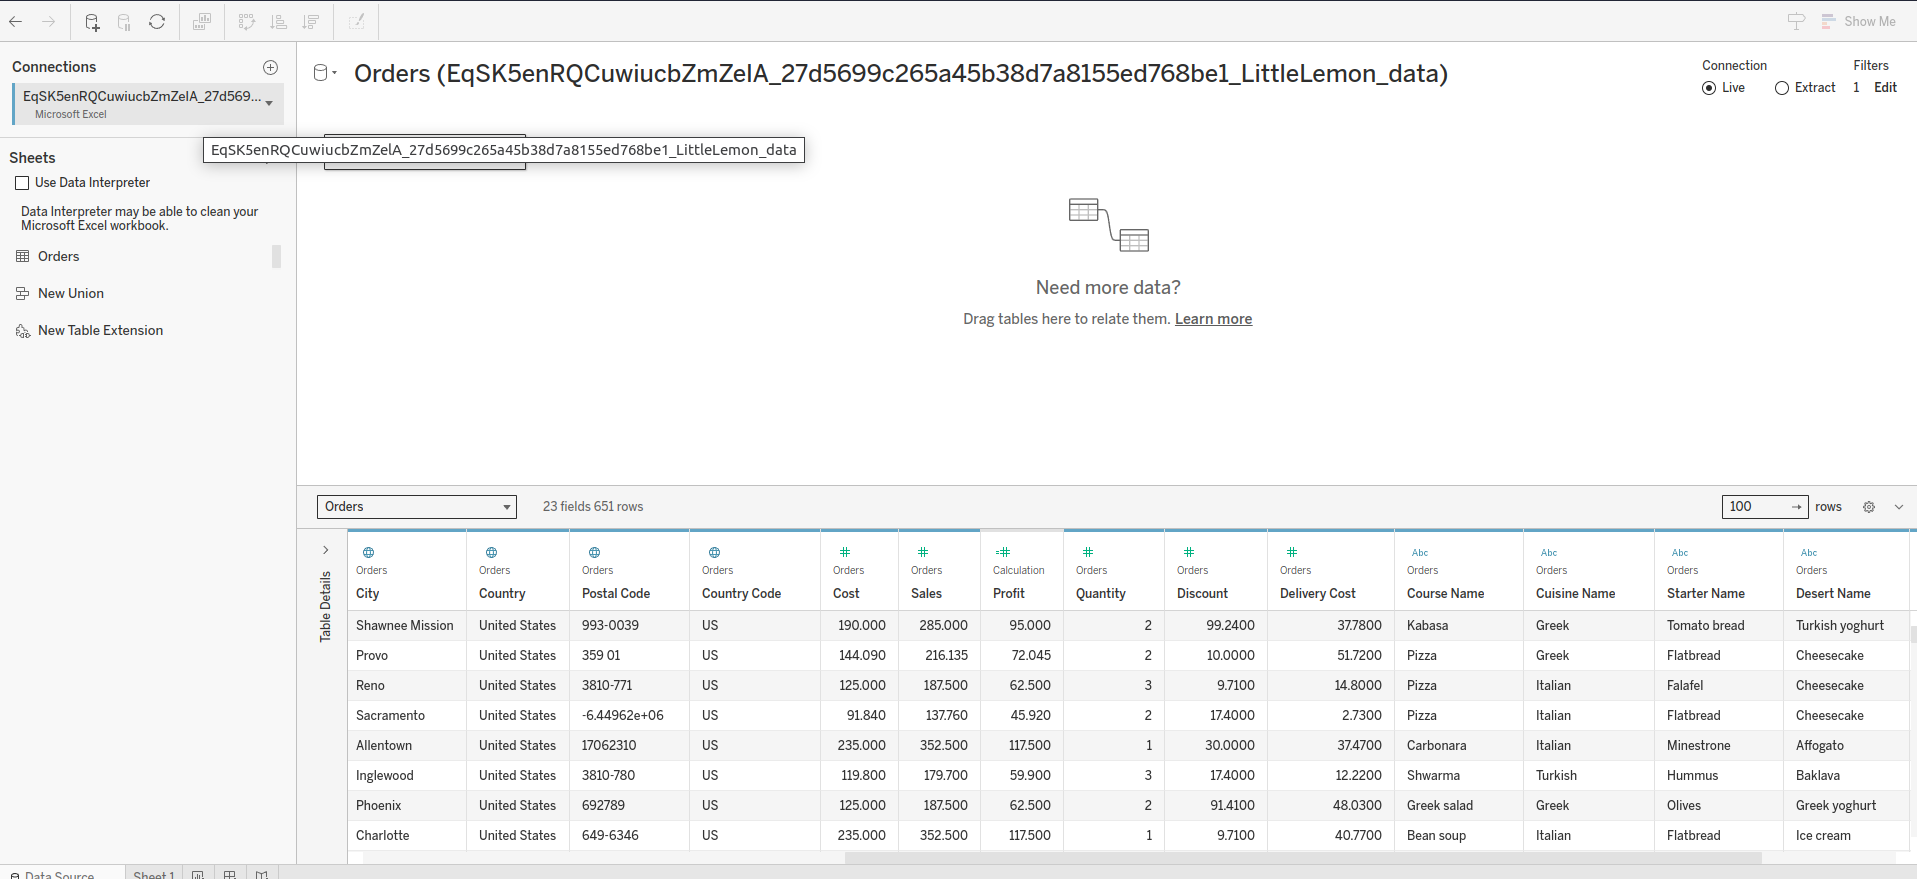 Show Me
Connections
EqSK5enRQCuwiucbZmZelA_27d569...
Microsoft Excel
Orders (EqSK5enRQCuwiucbZmZelA_27d5699c265a45b38d7a8155ed768be1_LittleLemon_data)
Connection
Live
Extract
Filters
1 Edit
EqSK5enRQCuwiucbZmZelA_27d5699c265a45b38d7a8155ed768be1_LittleLemon_data
Sheets
Use Data Interpreter
Data Interpreter may be able to clean your
Microsoft Excel workbook.
Orders
New Union
New Table Extension
Need more data?
Drag tables here to relate them. Learn more
Orders
23 fields 651 rows
100
rows
Table Details
Abc Abc Abc Abc
Orders Orders Orders Orders Orders Orders Calculation Orders Orders Orders Orders Orders Orders Orders
City Country Postal Code Country Code Cost Sales Profit Quantity Discount Delivery Cost Course Name Cuisine Name Starter Name Desert Name
Shawnee Mission United States 993-0039 US 190.000 285.000 95.000 2 99.2400 37.7800 Kabasa Greek Tomato bread Turkish yoghurt
Provo United States 359 01 US 144.090 216.135 72.045 2 10.0000 51.7200 Pizza Greek Flatbread Cheesecake
Reno United States 3810-771 US 125.000 187.500 62.500 3 9.7100 14.8000 Pizza Italian Falafel Cheesecake
Sacramento United States -6.44962e+06 US 91.840 137.760 45.920 2 17.4000 2.7300 Pizza Italian Flatbread Cheesecake
Allentown United States 17062310 US 235.000 352.500 117.500 1 30.0000 37.4700 Carbonara Italian Minestrone Affogato
Inglewood United States 3810-780 US 119.800 179.700 59.900 3 17.4000 12.2200 Shwarma Turkish Hummus Baklava
Phoenix United States 692789 US 125.000 187.500 62.500 2 91.4100 48.0300 Greek salad Greek Olives Greek yoghurt
Charlotte United States 649-6346 US 235.000 352.500 117.500 1 9.7100 40.7700 Bean soup Italian Flatbread Ice cream
Data Source
Sheet 1